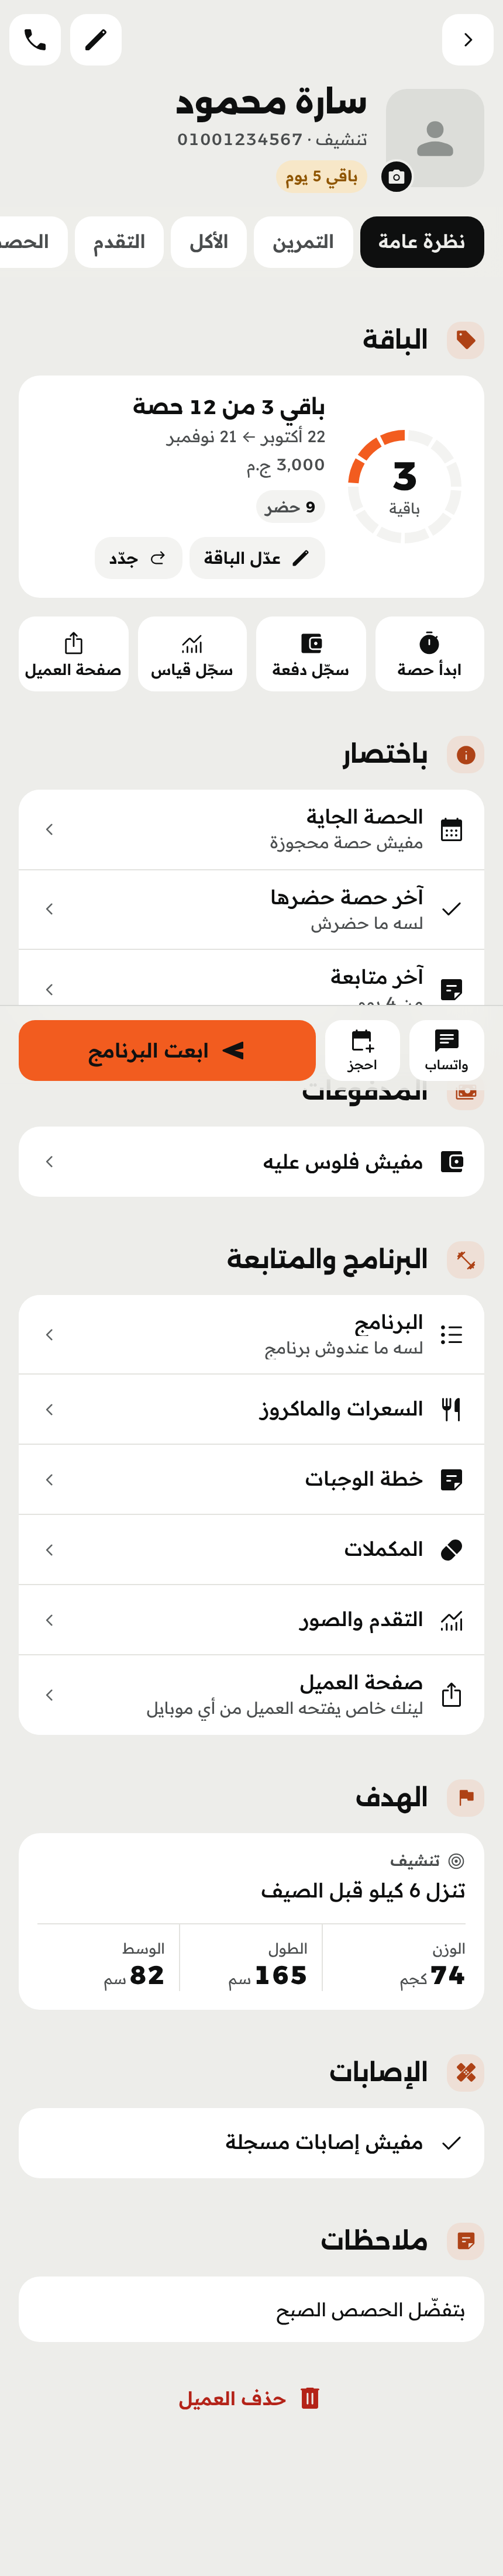 سارة محمود
تنشيف · 01001234567
باقي 5 يوم
نظرة عامة
التمرين
الأكل
التقدم
الباقة
باقي 3 من 12 حصة
22 أكتوبر ← 21 نوفمبر
3,000 ج.م
3
باقية
9 حضر
عدّل الباقة
جدّد
ابدأ حصة
سجّل دفعة
سجّل قياس
صفحة العميل
باختصار
الحصة الجاية
مفيش حصة محجوزة
آخر حصة حضرها
لسه ما حضرش
آخر متابعة
واتساب
احجز
ابعت البرنامج
المدفوعات
مفيش فلوس عليه
البرنامج والمتابعة
البرنامج
لسه ما عندوش برنامج
السعرات والماكروز
خطة الوجبات
المكملات
التقدم والصور
صفحة العميل
لينك خاص يفتحه العميل من أي موبايل
الهدف
تنشيف
تنزل 6 كيلو قبل الصيف
الوزن
74 كجم
الطول
165 سم
الوسط
82 سم
الإصابات
مفيش إصابات مسجلة
ملاحظات
بتفضّل الحصص الصبح
حذف العميل